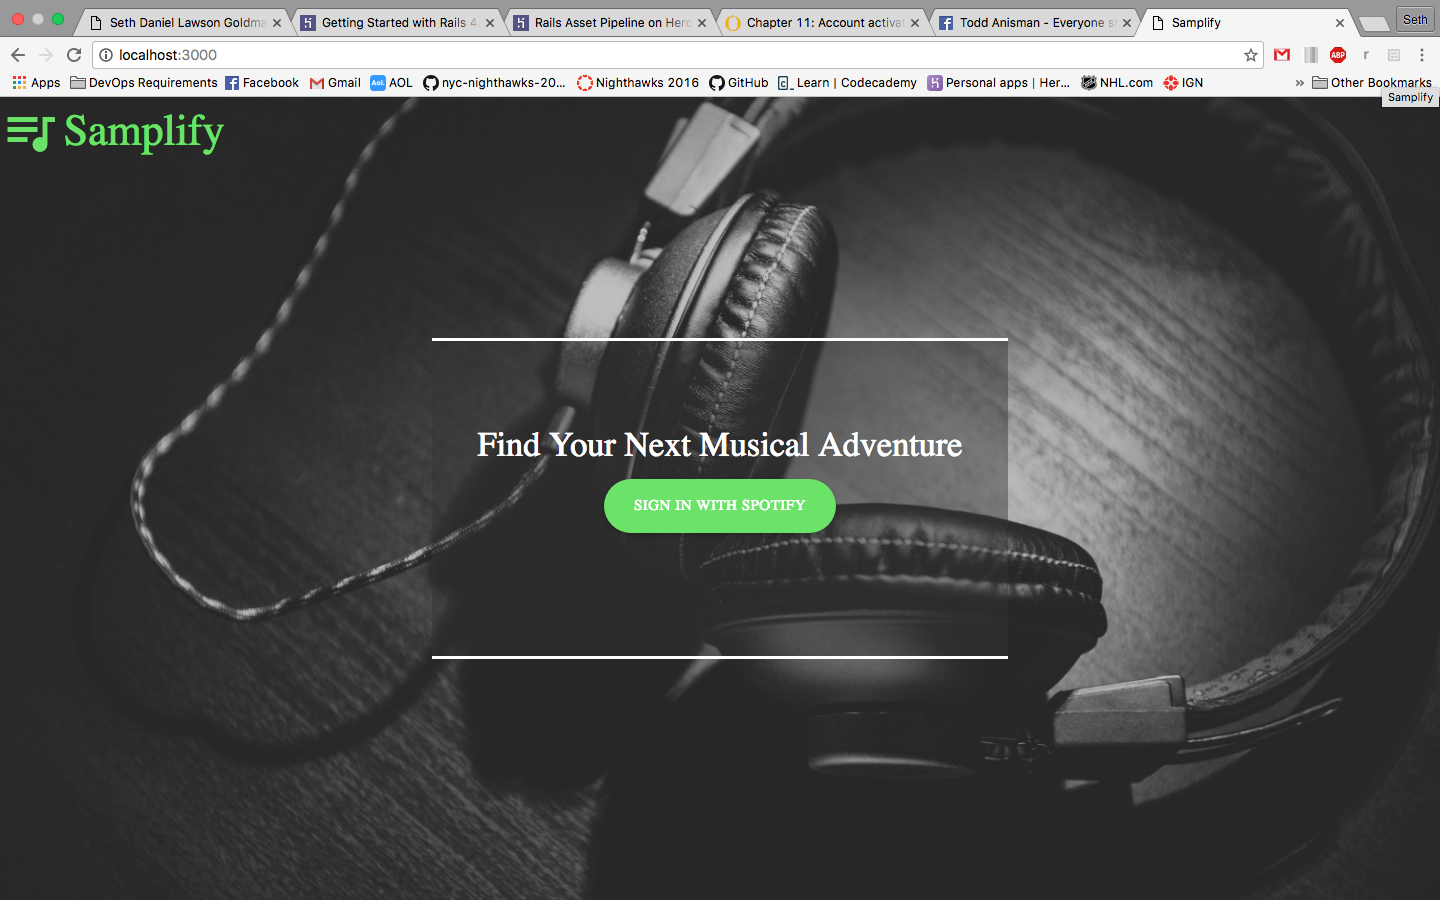 Seth Daniel Lawson Goldma
Getting Started with Rails 4.
Rails Asset Pipeline on Hero
Chapter 11: Account activat
Todd Anisman - Everyone s
Samplify
Seth
localhost:3000
ABP
r
Apps
DevOps Requirements
Facebook
Gmail
Aol.
AOL
nyc-nighthawks-20...
Nighthawks 2016
GitHub
Learn | Codecademy
Personal apps | Her...
NHL.com
IGN
»
Other Bookmarks
Samplify
Samplify
Find Your Next Musical Adventure
SIGN IN WITH SPOTIFY